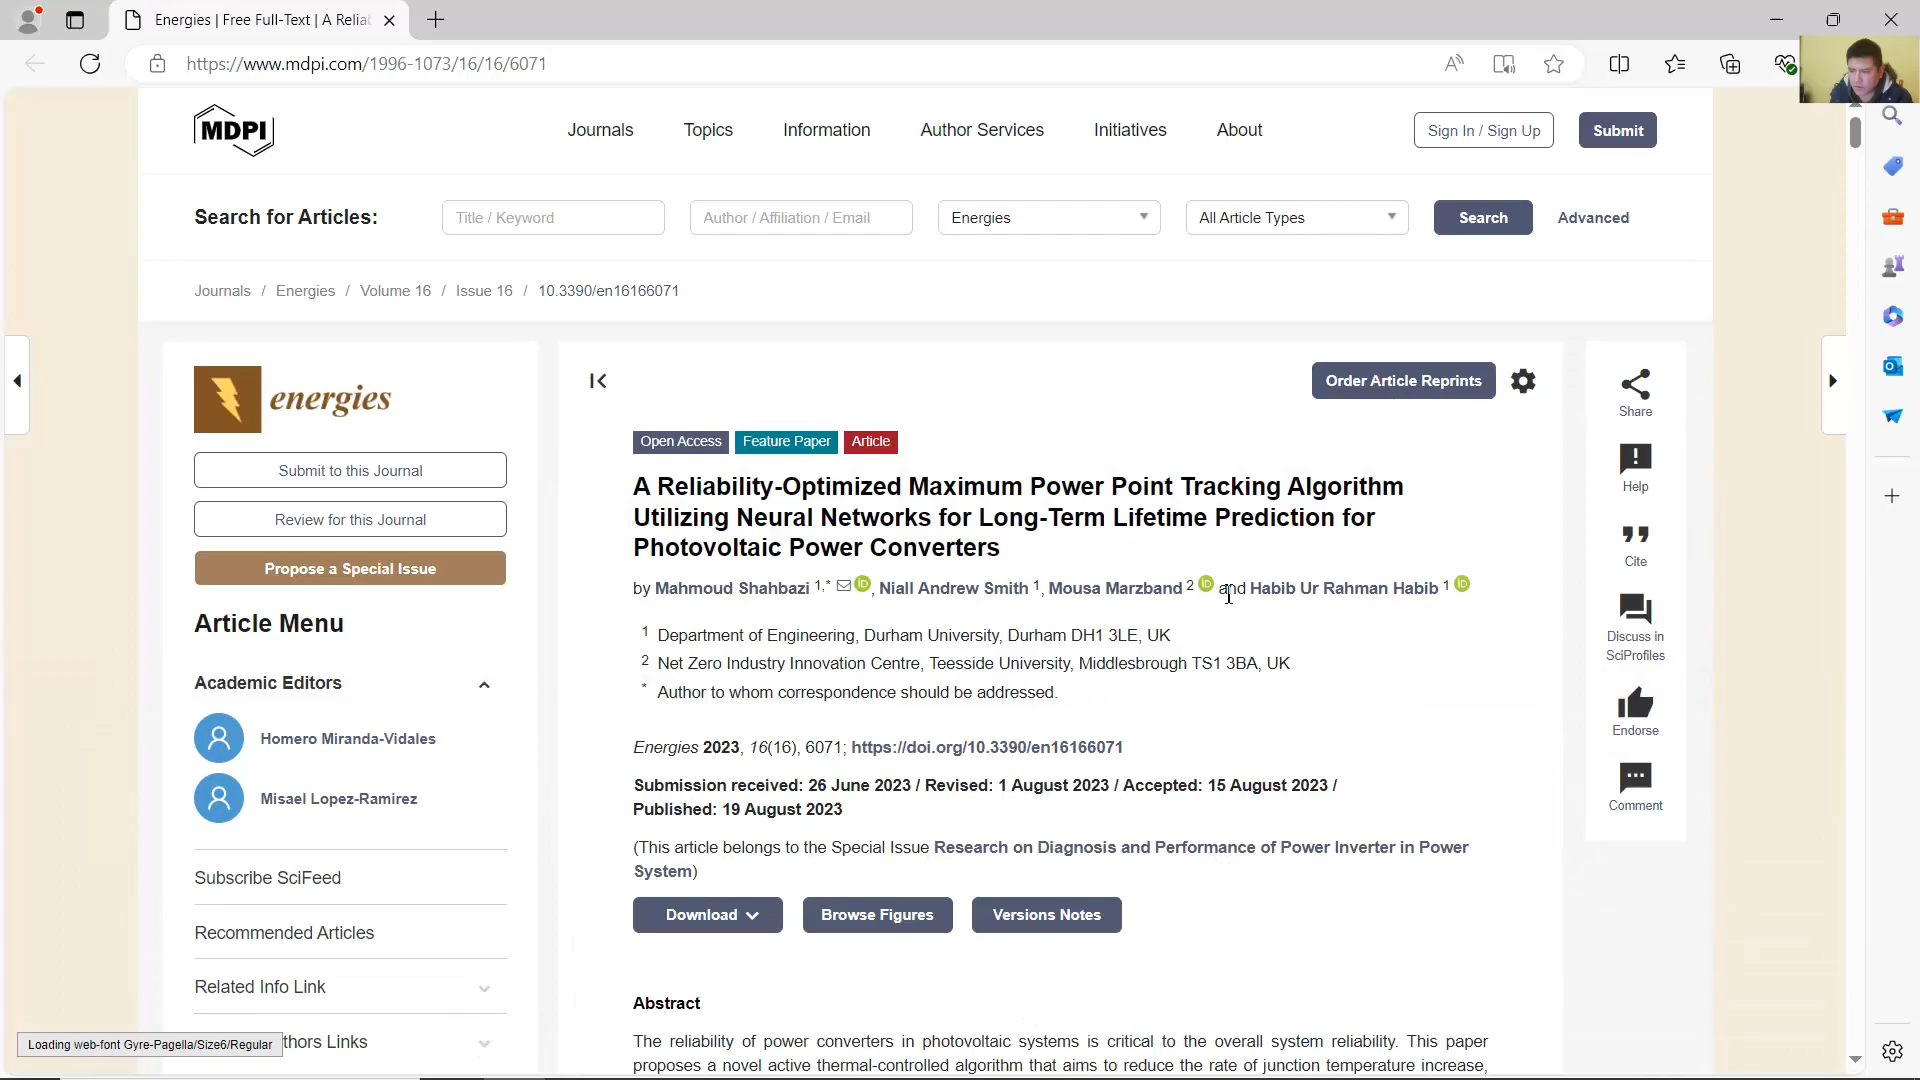 Energies | Free Full-Text | A Relia
https://www.mdpi.com/1996-1073/16/16/6071
MDPI
Journals
Topics
Information
Author Services
Initiatives
About
Sign In / Sign Up
Submit
Search for Articles:
Title / Keyword
Author / Affiliation / Email
Energies
All Article Types
Search
Advanced
Journals / Energies / Volume 16 / Issue 16 / 10.3390/en16166071
energies
Submit to this Journal
Review for this Journal
Propose a Special Issue
Article Menu
Academic Editors
Homero Miranda-Vidales
Misael Lopez-Ramirez
Subscribe SciFeed
Recommended Articles
Related Info Link
thors Links
Loading web-font Gyre-Pagella/Size6/Regular
Order Article Reprints
Open Access
Feature Paper
Article
A Reliability-Optimized Maximum Power Point Tracking Algorithm
Utilizing Neural Networks for Long-Term Lifetime Prediction for
Photovoltaic Power Converters
by Mahmoud Shahbazi 1,* , Niall Andrew Smith 1, Mousa Marzband 2 and Habib Ur Rahman Habib 1
1 Department of Engineering, Durham University, Durham DH1 3LE, UK
2 Net Zero Industry Innovation Centre, Teesside University, Middlesbrough TS1 3BA, UK
* Author to whom correspondence should be addressed.
Energies 2023, 16(16), 6071; https://doi.org/10.3390/en16166071
Submission received: 26 June 2023 / Revised: 1 August 2023 / Accepted: 15 August 2023 /
Published: 19 August 2023
(This article belongs to the Special Issue Research on Diagnosis and Performance of Power Inverter in Power
System)
Download
Browse Figures
Versions Notes
Abstract
The reliability of power converters in photovoltaic systems is critical to the overall system reliability. This paper
proposes a novel active thermal-controlled algorithm that aims to reduce the rate of junction temperature increase,
Share
Help
Cite
Discuss in
SciProfiles
Endorse
Comment